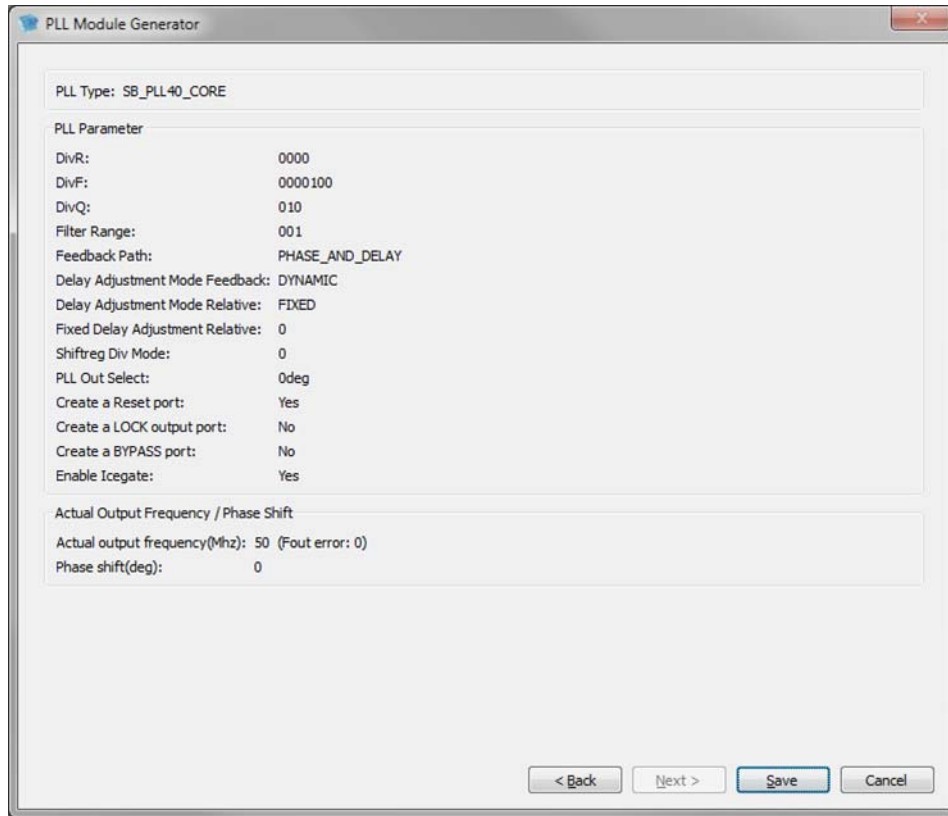 PLL Module Generator
PLL Type: SB_PLL40_CORE
PLL Parameter
DivR: 0000
DivF: 0000100
DivQ: 010
Filter Range: 001
Feedback Path: PHASE_AND_DELAY
Delay Adjustment Mode Feedback: DYNAMIC
Delay Adjustment Mode Relative: FIXED
Fixed Delay Adjustment Relative: 0
Shiftreg Div Mode: 0
PLL Out Select: 0deg
Create a Reset port: Yes
Create a LOCK output port: No
Create a BYPASS port: No
Enable Icegate: Yes
Actual Output Frequency / Phase Shift
Actual output frequency(Mhz): 50 (Fout error: 0)
Phase shift(deg): 0
< Back Next > Save Cancel